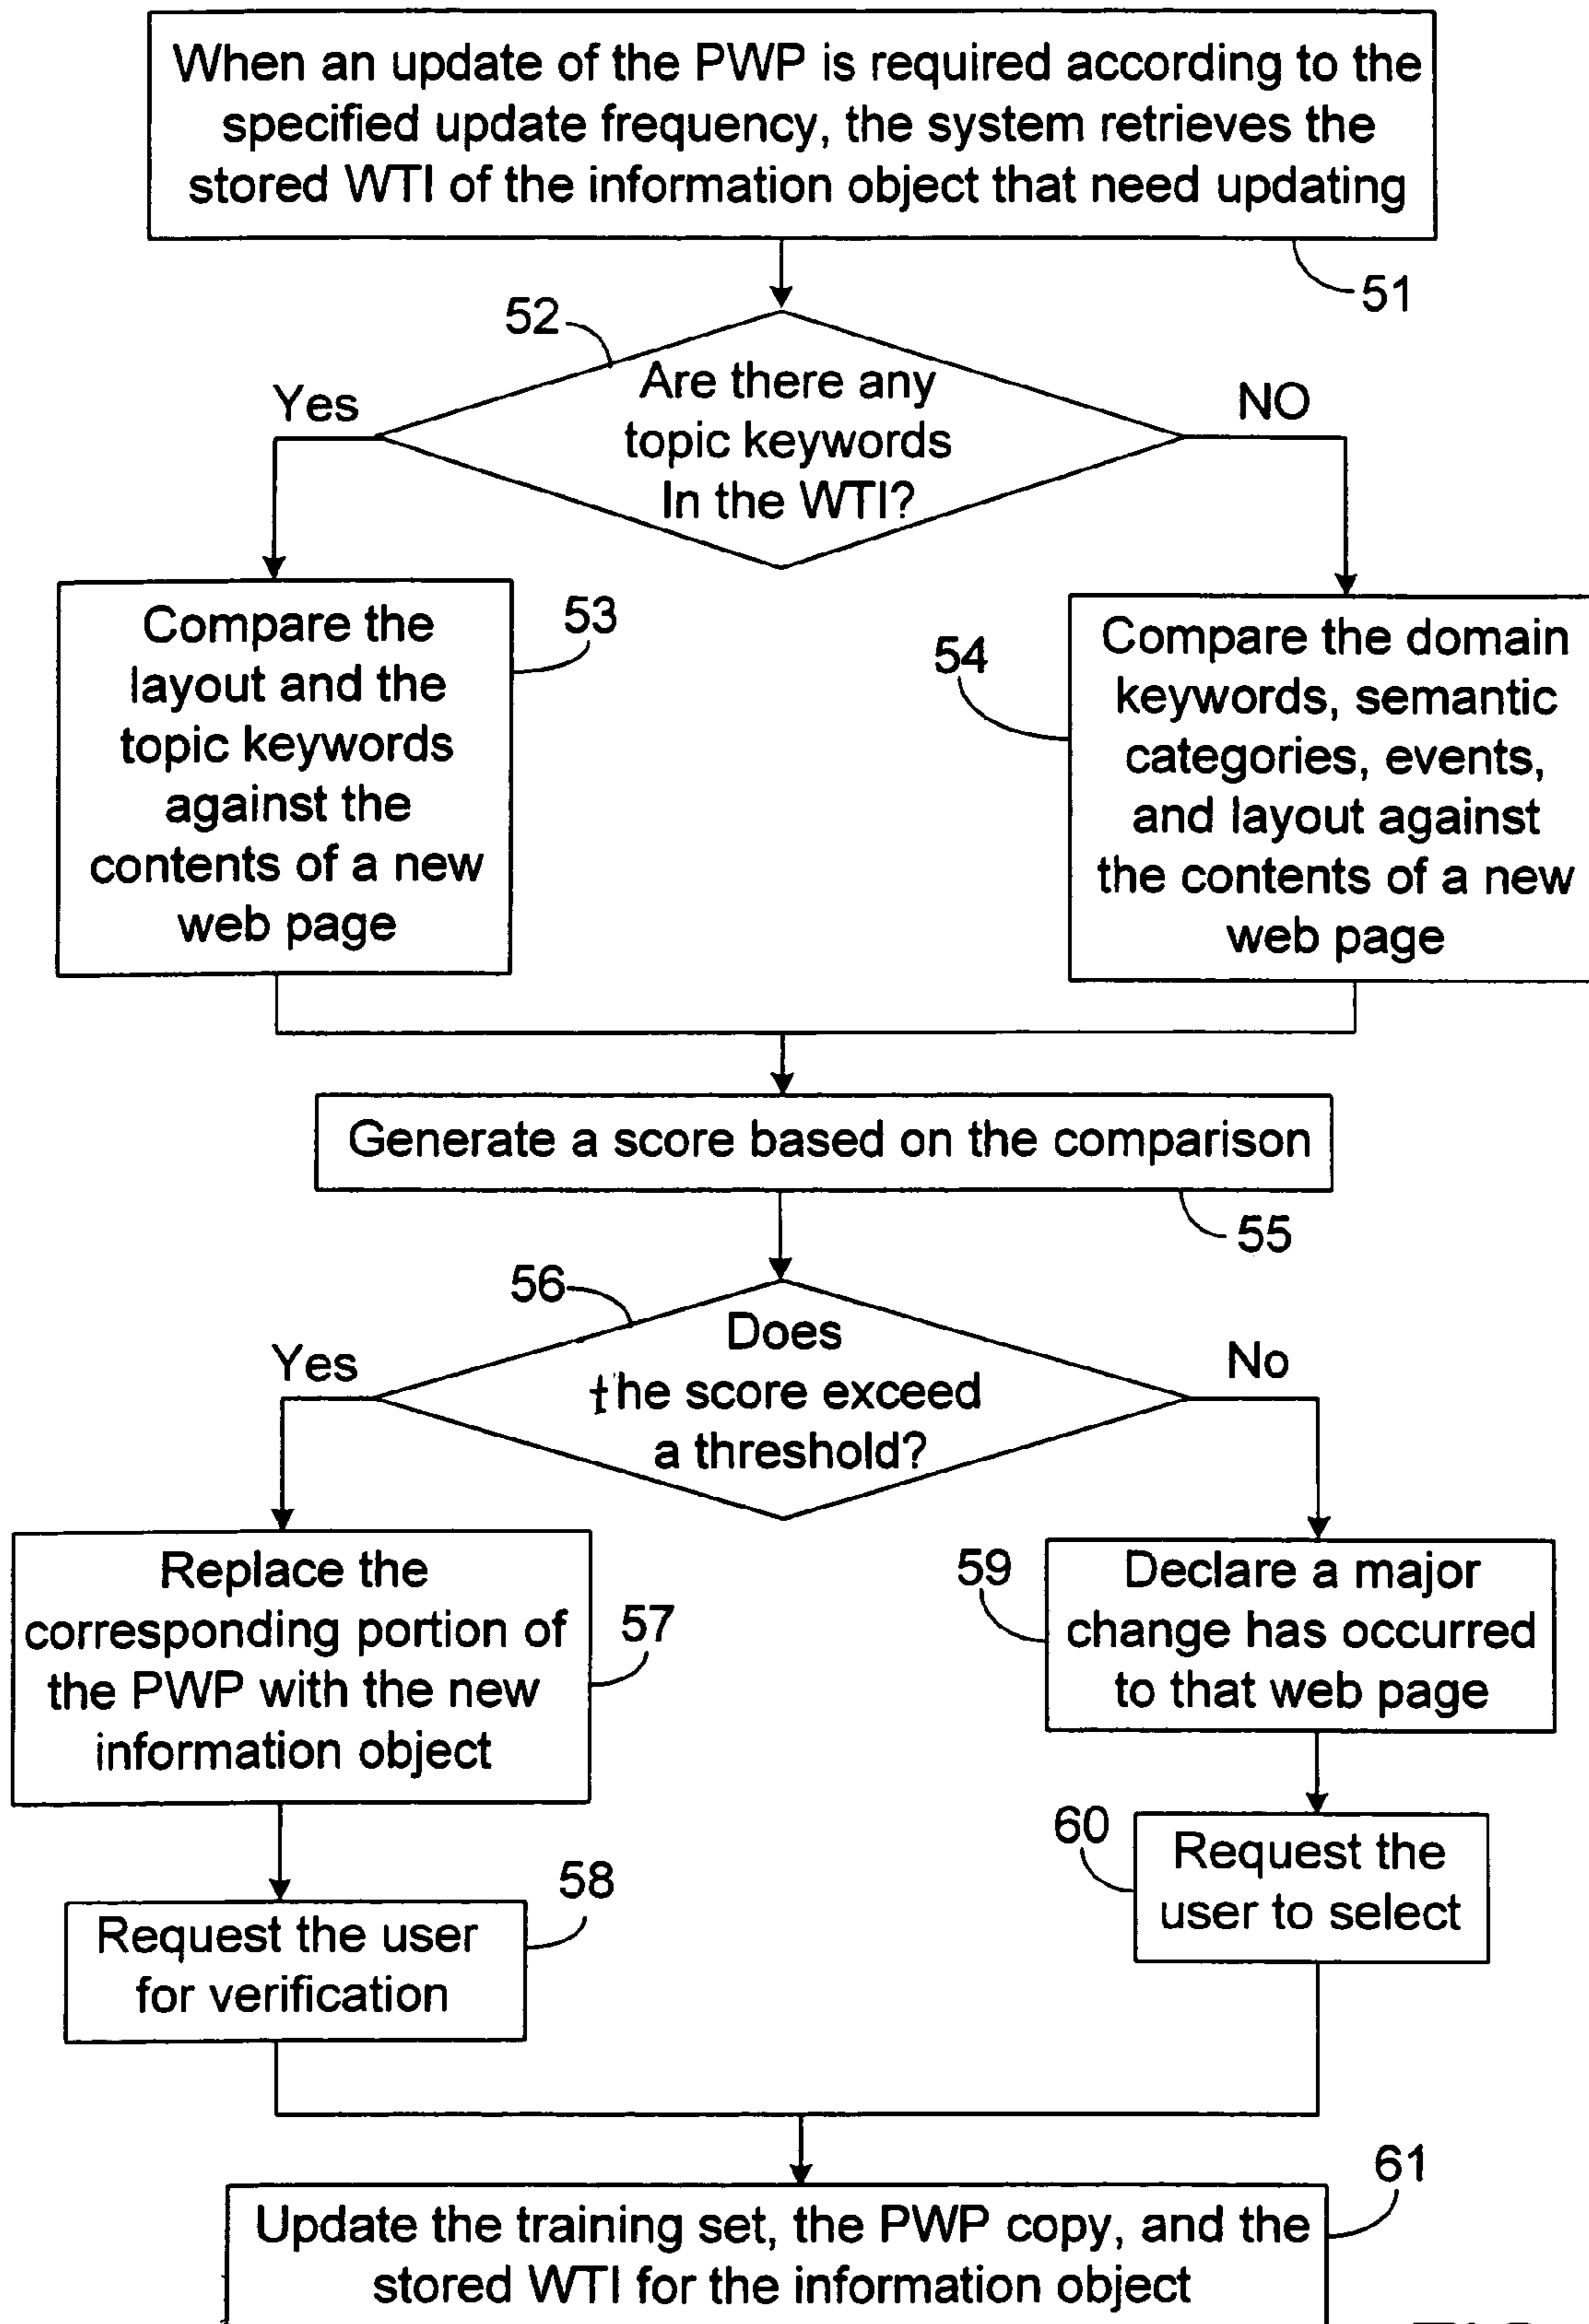 When an update of the PWP is required according to the
specified update frequency, the system retrieves the
stored WTI of the information object that need updating
51
52
Are there any
topic keywords
In the WTI?
Yes
NO
Compare the
layout and the
topic keywords
against the
contents of a new
web page
53
54
Compare the domain
keywords, semantic
categories, events,
and layout against
the contents of a new
web page
Generate a score based on the comparison
55
56
Does
the score exceed
a threshold?
Yes
No
Replace the
corresponding portion of
the PWP with the new
information object
57
59
Declare a major
change has occurred
to that web page
58
Request the user
for verification
60
Request the
user to select
61
Update the training set, the PWP copy, and the
stored WTI for the information object